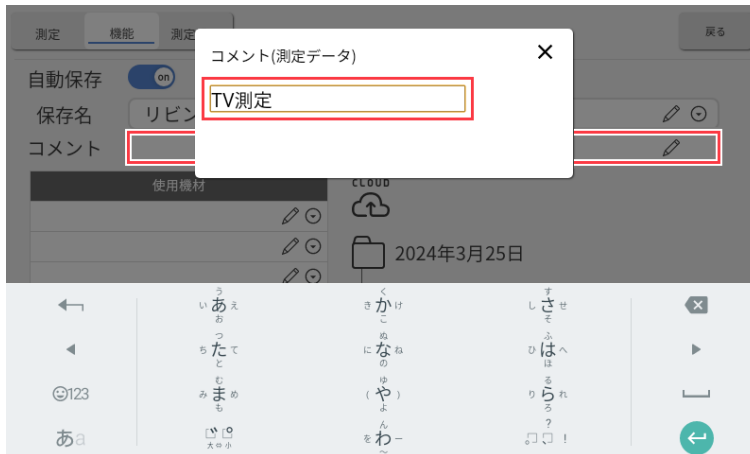 測定 機能 測定 戻る
コメント(測定データ)
自動保存 on
TV測定
保存名 リビン
コメント
使用機材
CLOUD
2024年3月25日
う く す
いあえ きかけ しさせ
お こ そ
つ ぬ ふ
ちたて になね ひはへ
と の ほ
む ゆ る
☺123 みまめ (や) りられ
も よ ろ
ん ?
あa 大⇔小 をわー 。、!
〜